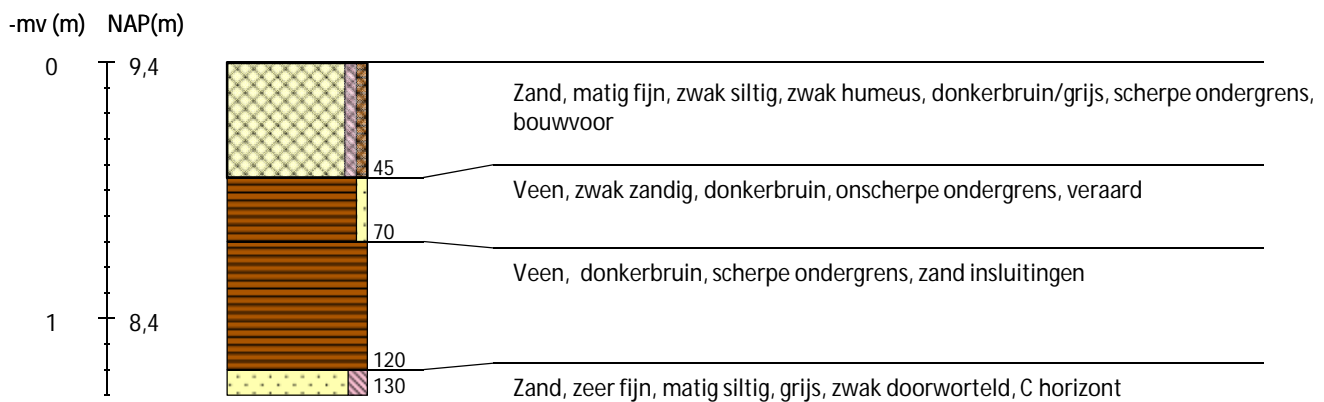 -mv (m) NAP(m)
0 9,4
Zand, matig fijn, zwak siltig, zwak humeus, donkerbruin/grijs, scherpe ondergrens,
bouwvoor
45
Veen, zwak zandig, donkerbruin, onscherpe ondergrens, veraard
70
Veen, donkerbruin, scherpe ondergrens, zand insluitingen
1 8,4
120
130
Zand, zeer fijn, matig siltig, grijs, zwak doorworteld, C horizont